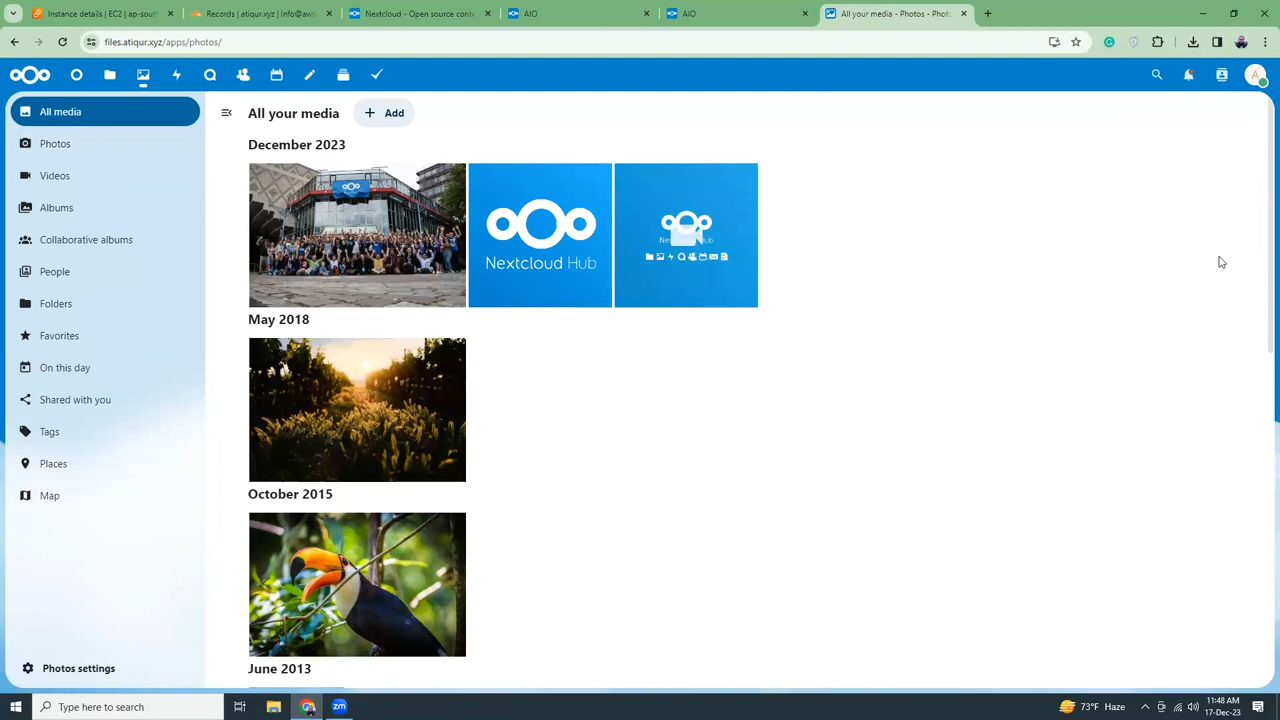 Instance details | EC2 | ap-sout
Records | atiqur.xyz | Info@aws
Nextcloud - Open source conte
AIO
AIO
All your media - Photos - Phot
files.atiqur.xyz/apps/photos/
A
All media
Photos
Videos
Albums
Collaborative albums
People
Folders
Favorites
On this day
Shared with you
Tags
Places
Map
Photos settings
All your media
Add
December 2023
Nextcloud Hub
May 2018
October 2015
June 2013
Type here to search
zm
73°F Haze
11:48 AM
17-Dec-23